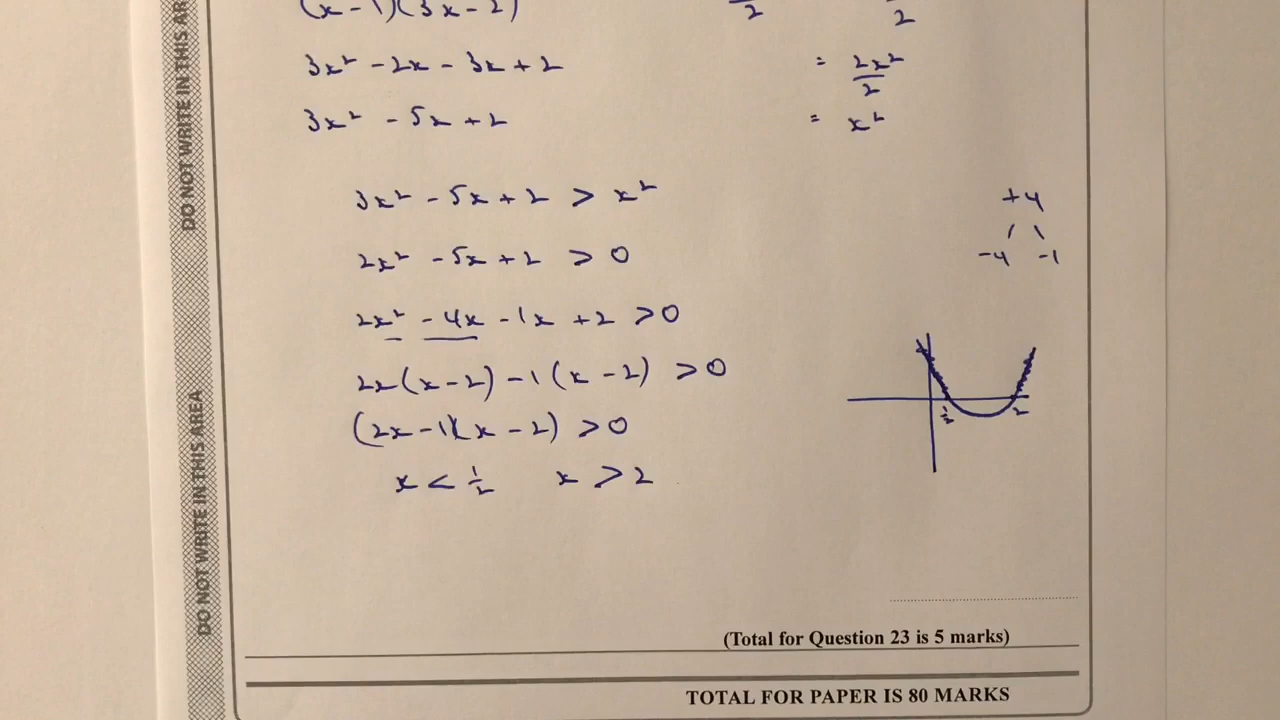 DO NOT WRITE IN THIS AREA
(x - 1)(3x - 2)
3x² - 2x - 3x + 2
3x² - 5x + 2
2
2
= 2x²/2
= x²
3x² - 5x + 2 > x²
2x² - 5x + 2 > 0
2x² - 4x - 1x + 2 > 0
2x(x - 2) - 1(x - 2) > 0
(2x - 1)(x - 2) > 0
x < 1/2 x > 2
+4
-4 -1
1/2 2
DO NOT WRITE IN THIS AREA
(Total for Question 23 is 5 marks)
TOTAL FOR PAPER IS 80 MARKS